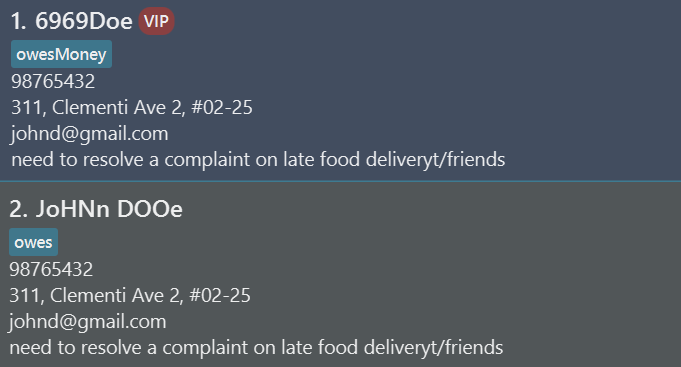 1. 6969Doe VIP
owesMoney
98765432
311, Clementi Ave 2, #02-25
johnd@gmail.com
need to resolve a complaint on late food deliveryt/friends
2. JoHNn DOOe
owes
98765432
311, Clementi Ave 2, #02-25
johnd@gmail.com
need to resolve a complaint on late food deliveryt/friends